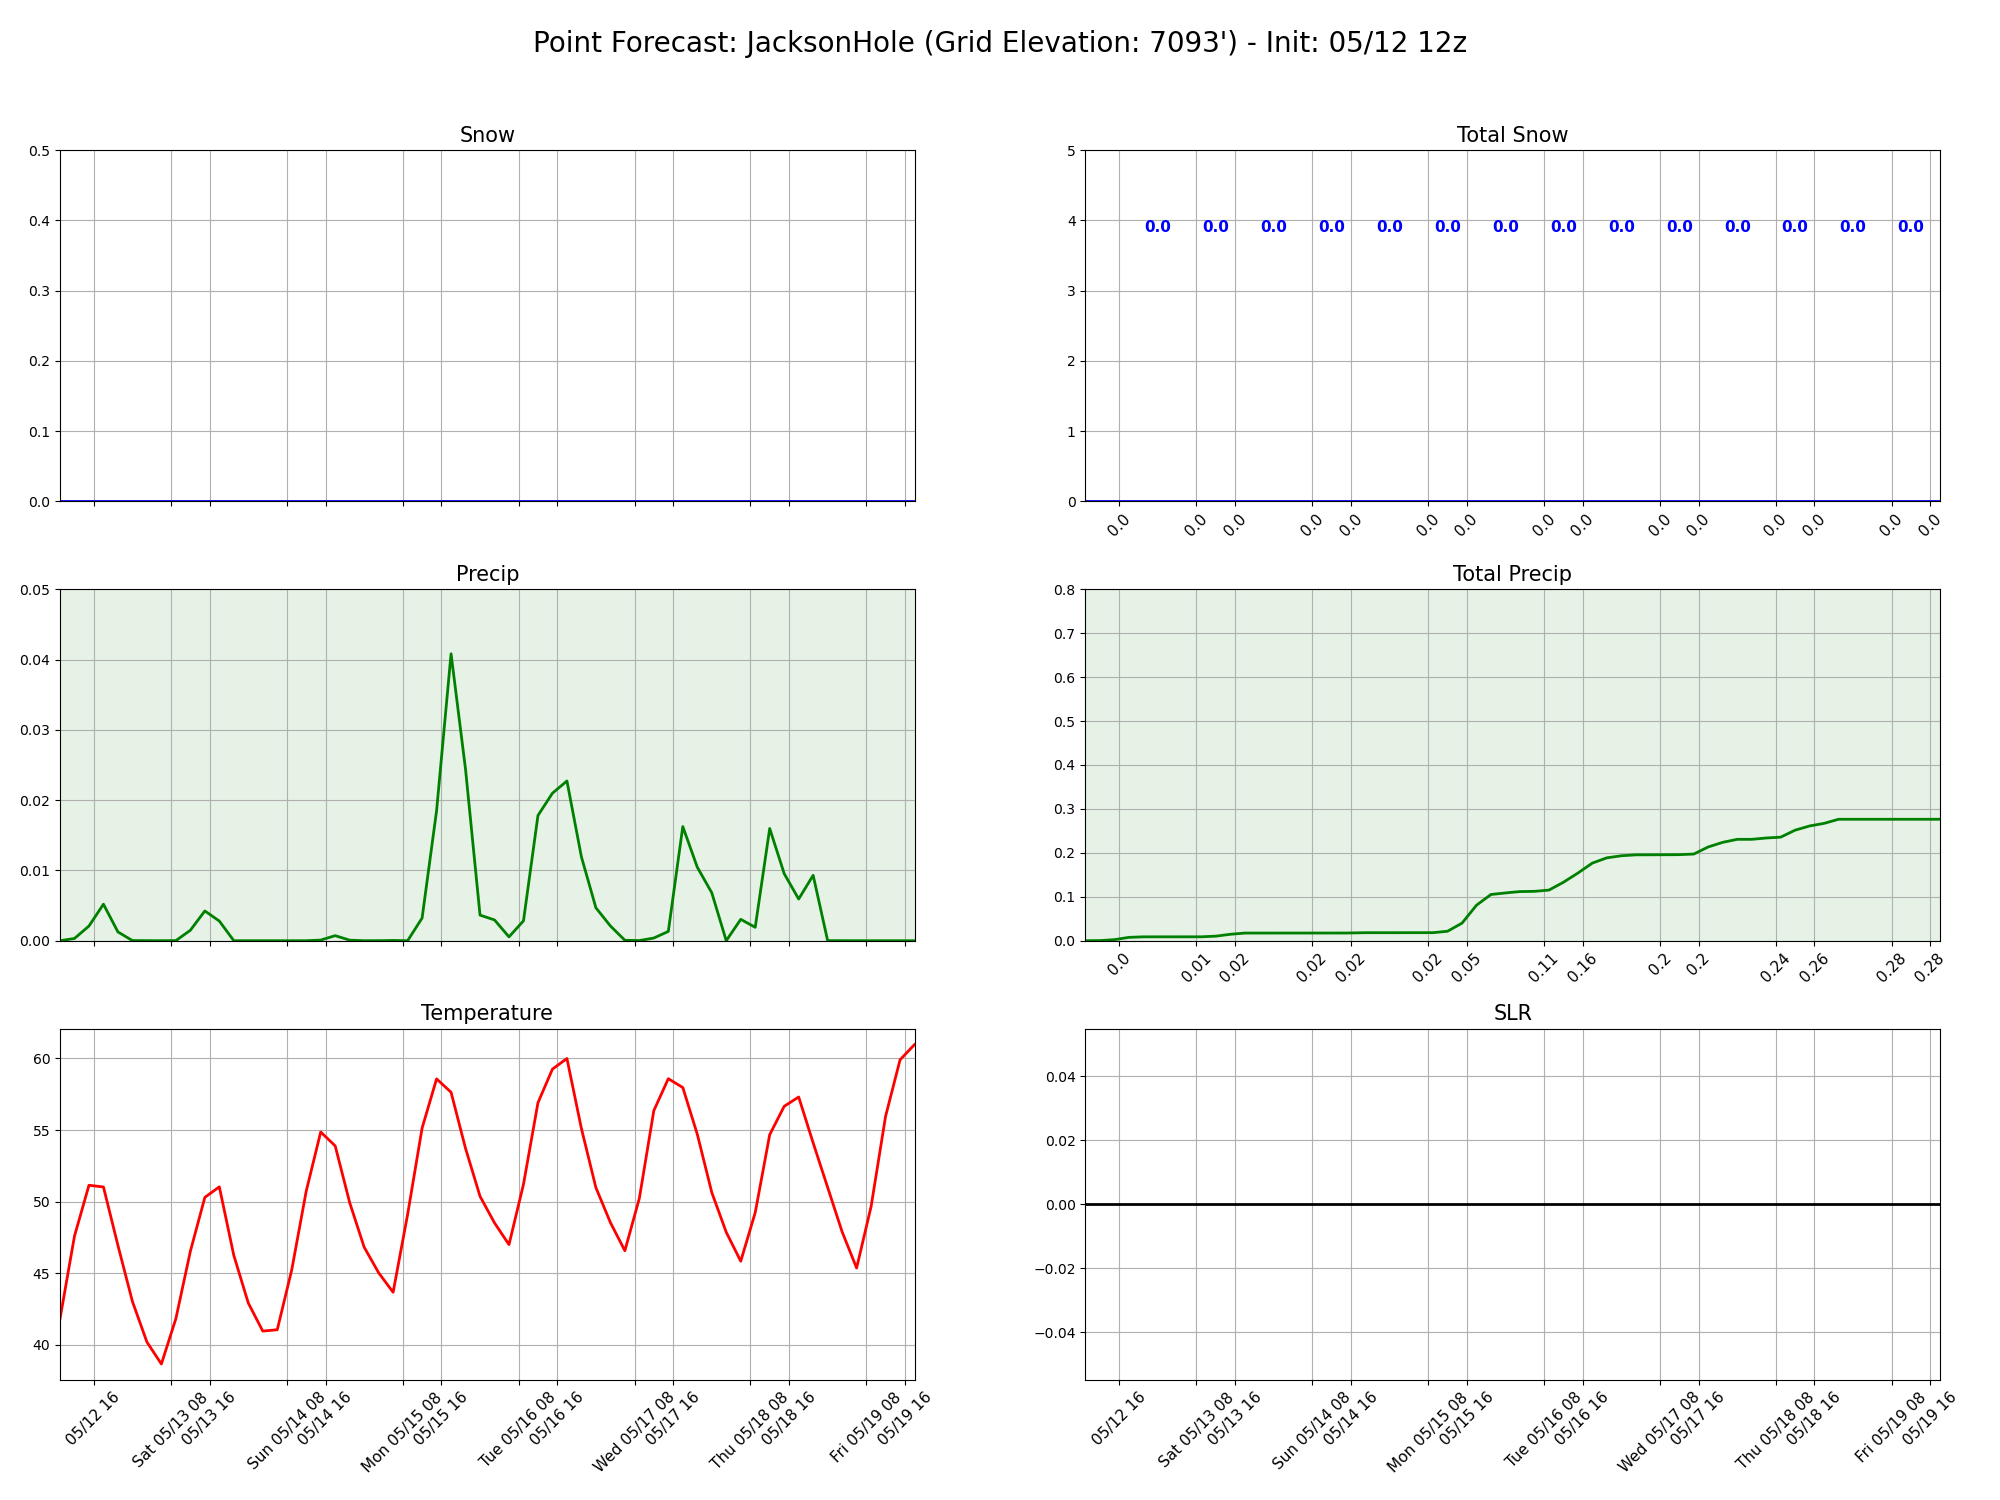 Point Forecast: JacksonHole (Grid Elevation: 7093') - Init: 05/12 12z
Snow
0.5
0.4
0.3
0.2
0.1
0.0
Total Snow
5
4
3
2
1
0
0.0 0.0 0.0 0.0 0.0 0.0 0.0 0.0 0.0 0.0 0.0 0.0 0.0 0.0
0.0 0.0 0.0 0.0 0.0 0.0 0.0 0.0 0.0 0.0 0.0 0.0 0.0 0.0 0.0
Precip
0.05
0.04
0.03
0.02
0.01
0.00
Total Precip
0.8
0.7
0.6
0.5
0.4
0.3
0.2
0.1
0.0
0.0 0.01 0.02 0.02 0.02 0.02 0.05 0.11 0.16 0.2 0.2 0.24 0.26 0.28 0.28
Temperature
60
55
50
45
40
05/12 16
Sat 05/13 08
05/13 16
Sun 05/14 08
05/14 16
Mon 05/15 08
05/15 16
Tue 05/16 08
05/16 16
Wed 05/17 08
05/17 16
Thu 05/18 08
05/18 16
Fri 05/19 08
05/19 16
SLR
0.04
0.02
0.00
−0.02
−0.04
05/12 16
Sat 05/13 08
05/13 16
Sun 05/14 08
05/14 16
Mon 05/15 08
05/15 16
Tue 05/16 08
05/16 16
Wed 05/17 08
05/17 16
Thu 05/18 08
05/18 16
Fri 05/19 08
05/19 16